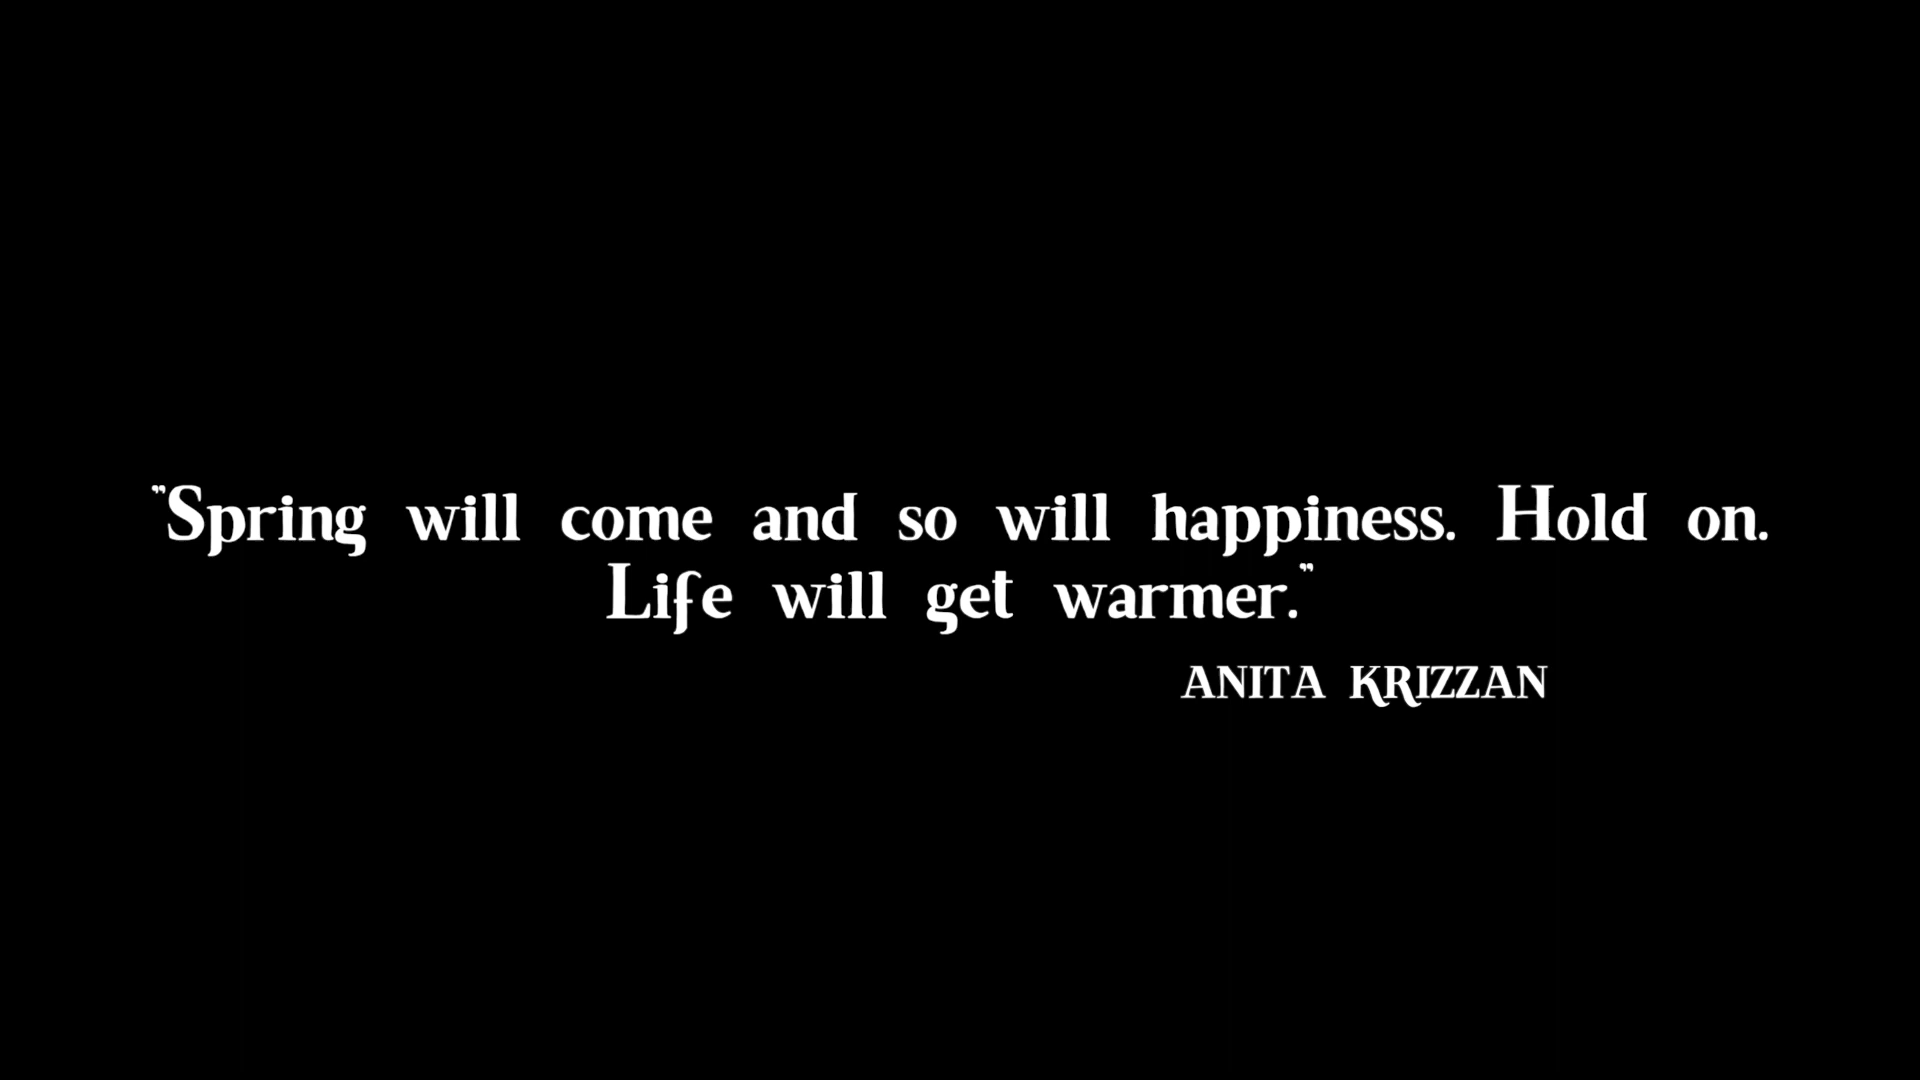 "Spring will come and so will happiness. Hold on.
Life will get warmer."
ANITA KRIZZAN